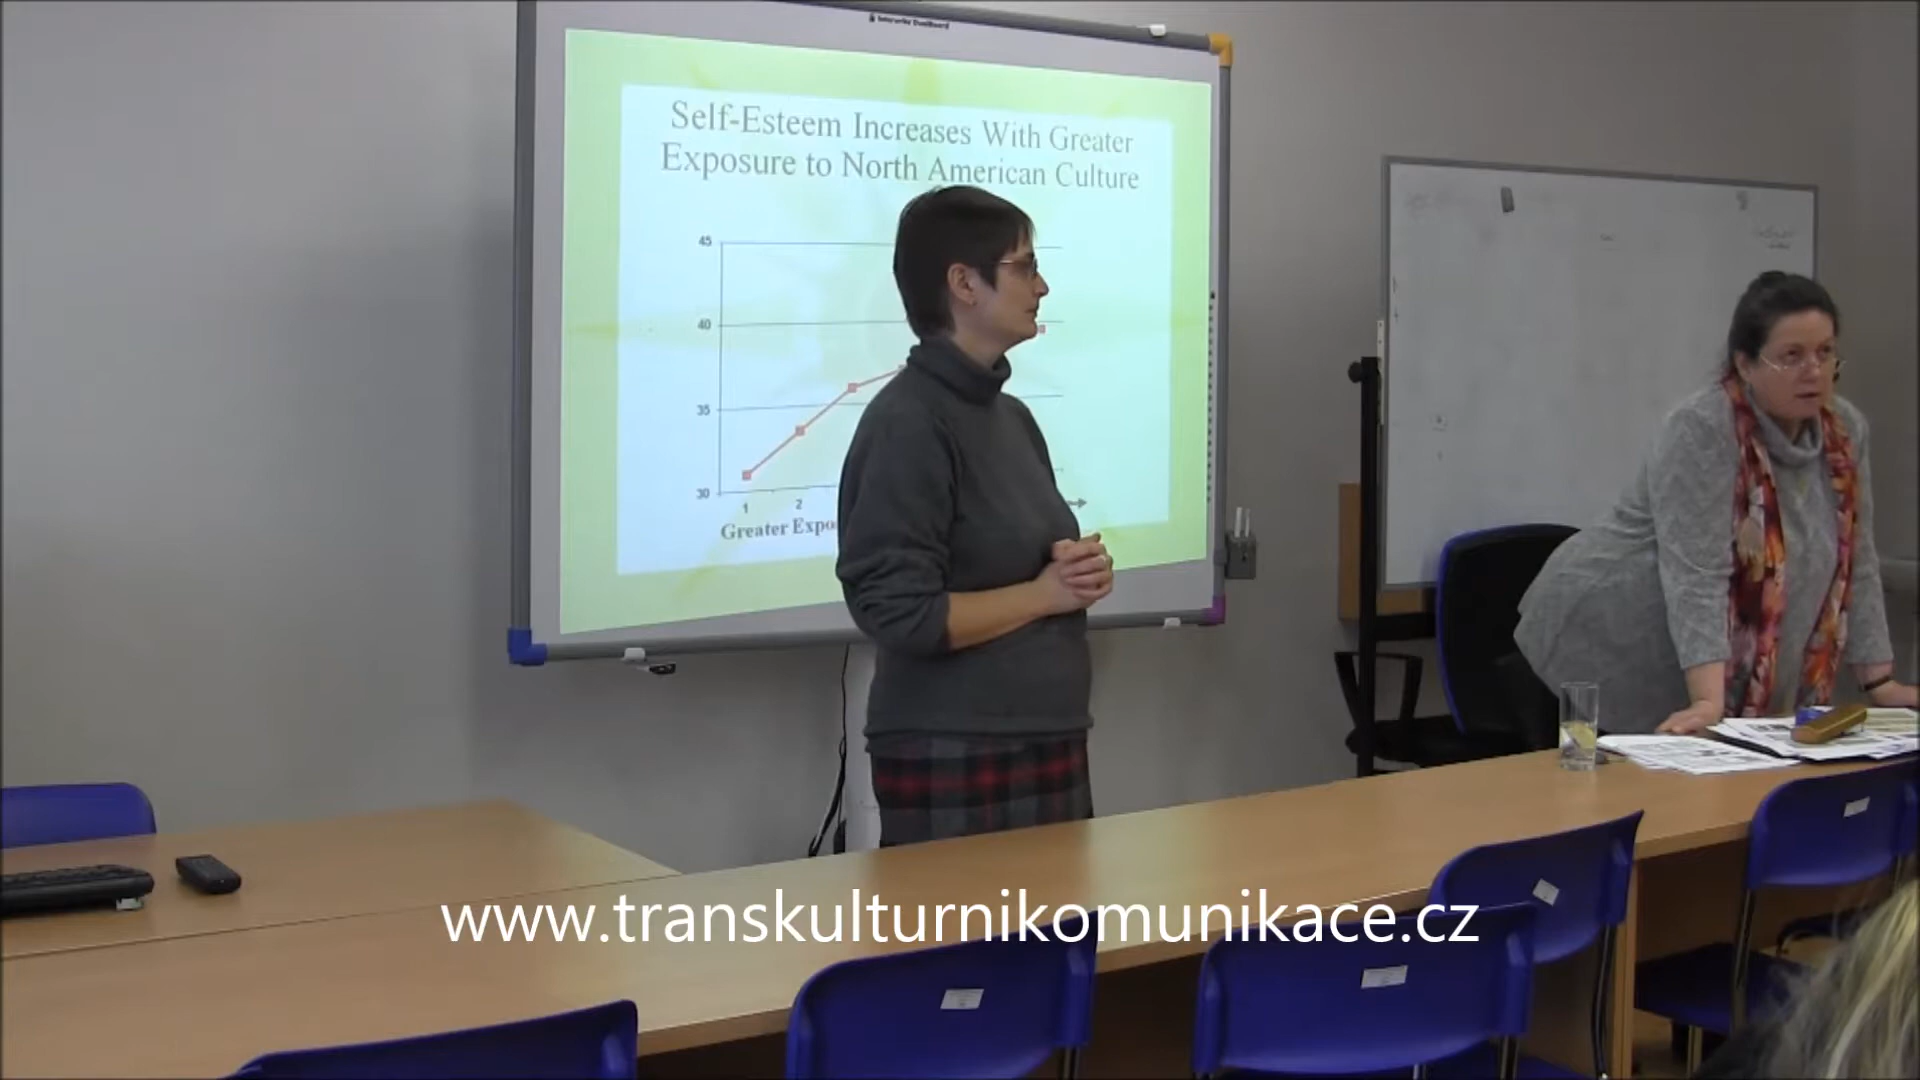 Self-Esteem Increases With Greater
Exposure to North American Culture
45
40
35
30
1
2
Greater
www.transkulturnikomunikace.cz